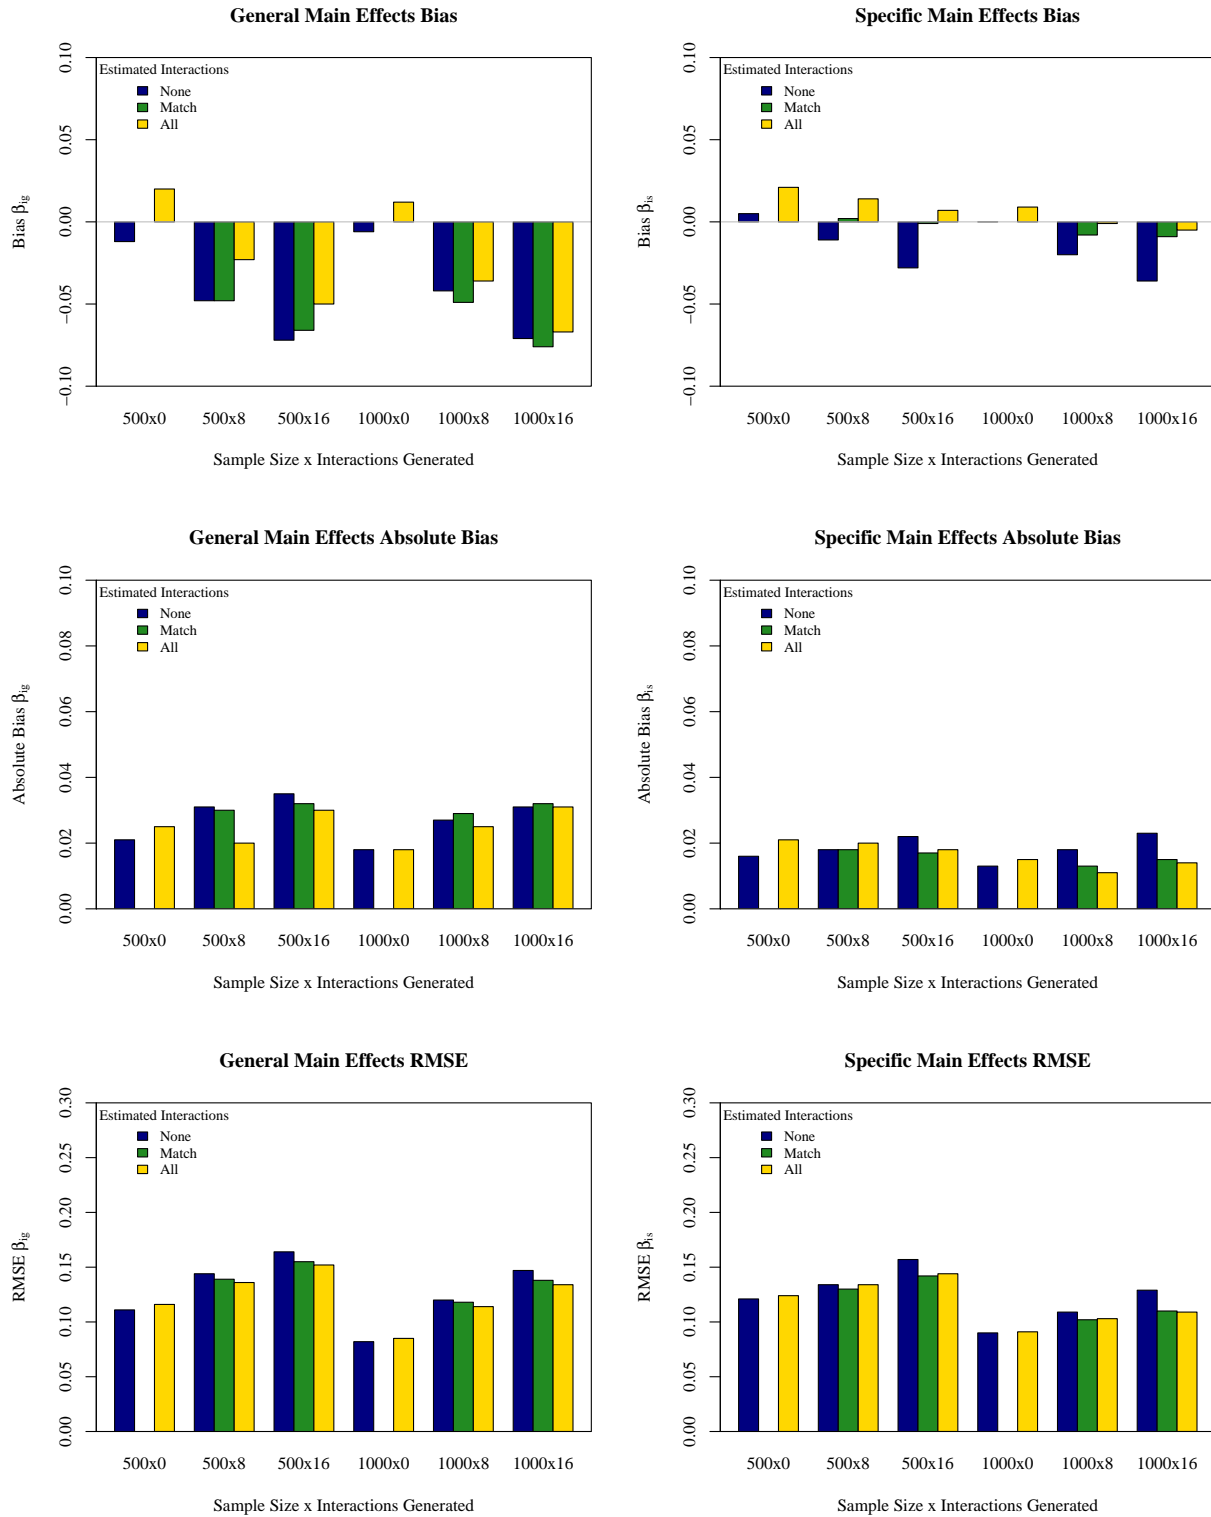 General Main Effects Bias
Estimated Interactions
None
Match
All
0.10
0.05
0.00
−0.05
−0.10
Bias βig
500x0 500x8 500x16 1000x0 1000x8 1000x16
Sample Size x Interactions Generated
Specific Main Effects Bias
Estimated Interactions
None
Match
All
0.10
0.05
0.00
−0.05
−0.10
Bias βis
500x0 500x8 500x16 1000x0 1000x8 1000x16
Sample Size x Interactions Generated
General Main Effects Absolute Bias
Estimated Interactions
None
Match
All
0.10
0.08
0.06
0.04
0.02
0.00
Absolute Bias βig
500x0 500x8 500x16 1000x0 1000x8 1000x16
Sample Size x Interactions Generated
Specific Main Effects Absolute Bias
Estimated Interactions
None
Match
All
0.10
0.08
0.06
0.04
0.02
0.00
Absolute Bias βis
500x0 500x8 500x16 1000x0 1000x8 1000x16
Sample Size x Interactions Generated
General Main Effects RMSE
Estimated Interactions
None
Match
All
0.30
0.25
0.20
0.15
0.10
0.05
0.00
RMSE βig
500x0 500x8 500x16 1000x0 1000x8 1000x16
Sample Size x Interactions Generated
Specific Main Effects RMSE
Estimated Interactions
None
Match
All
0.30
0.25
0.20
0.15
0.10
0.05
0.00
RMSE βis
500x0 500x8 500x16 1000x0 1000x8 1000x16
Sample Size x Interactions Generated